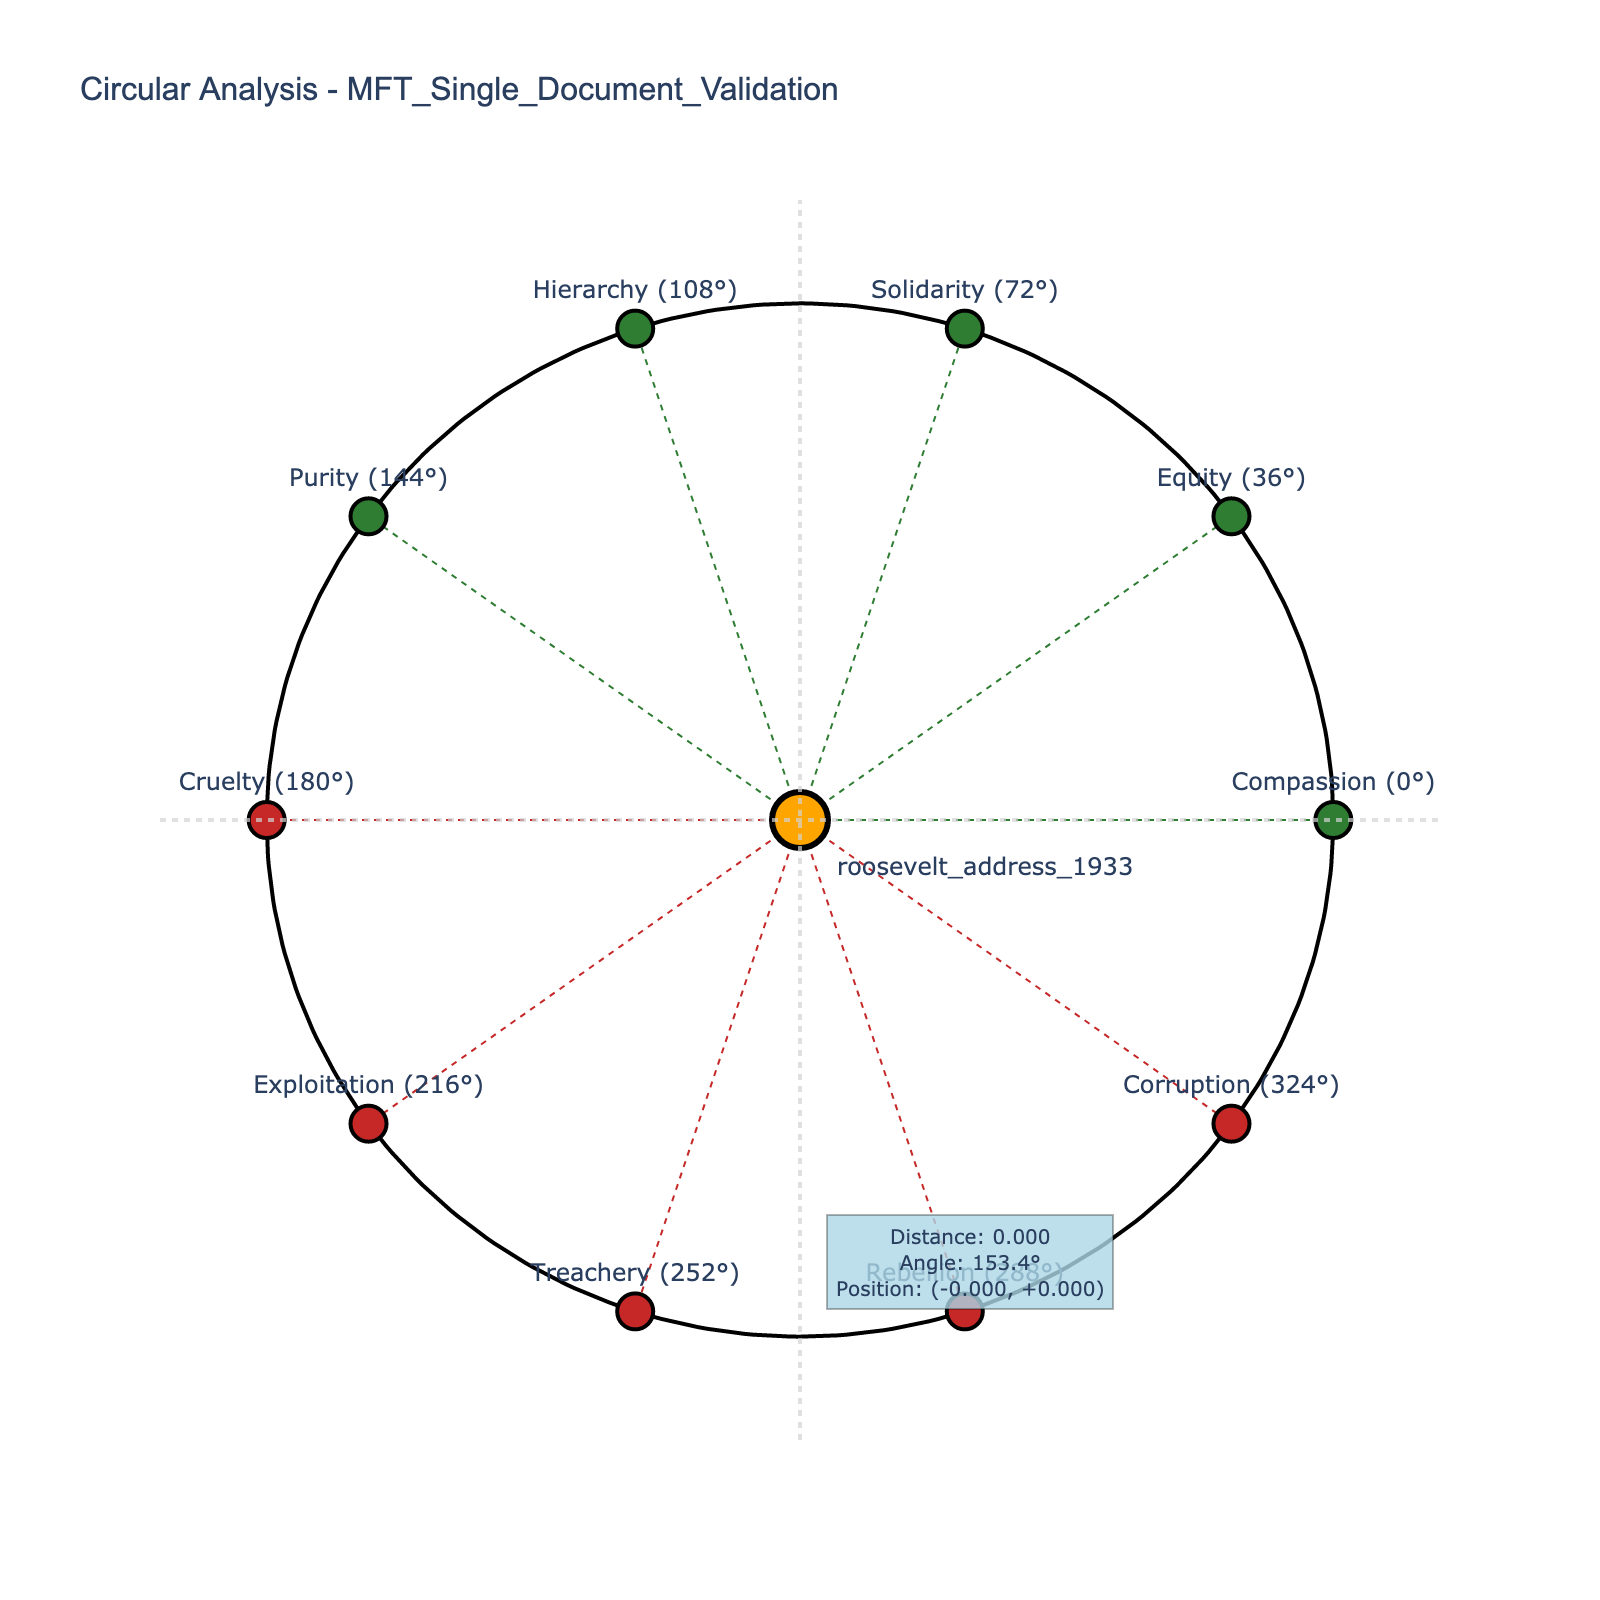 Circular Analysis - MFT_Single_Document_Validation
Hierarchy (108°)
Solidarity (72°)
Purity (144°)
Equity (36°)
Cruelty (180°)
Compassion (0°)
roosevelt_address_1933
Exploitation (216°)
Corruption (324°)
Treachery (252°)
Rebellion (288°)
Distance: 0.000
Angle: 153.4°
Position: (-0.000, +0.000)